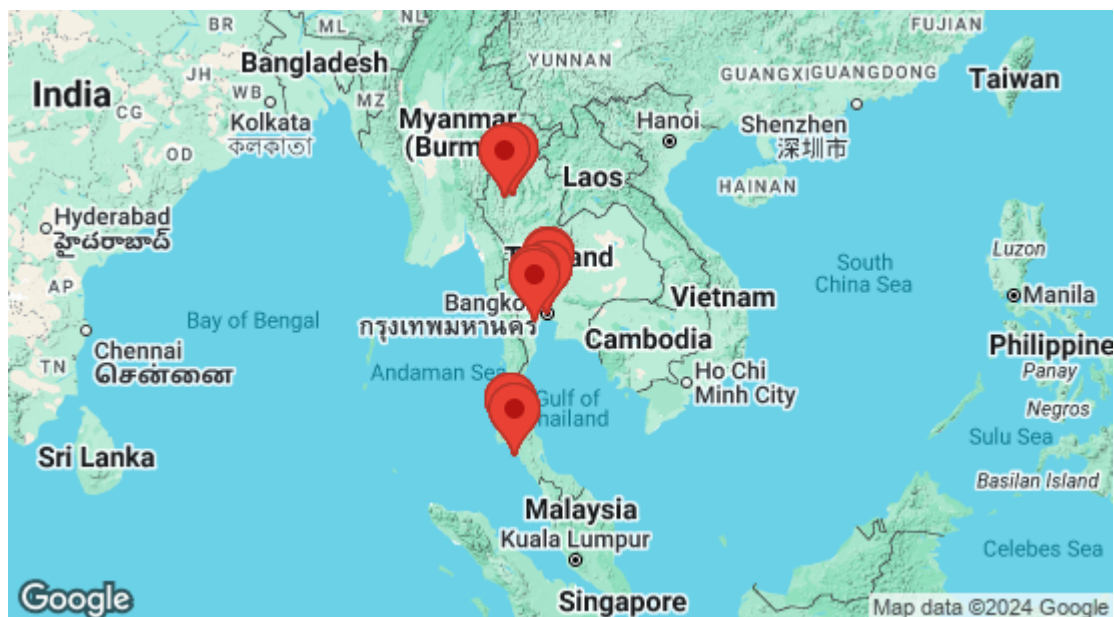 BR
ML
NL
FUJIAN
Bangladesh
YUNNAN
JH
GUANGXI
GUANGDONG
Taiwan
India
WB
MZ
CG
Kolkata
কলকাতা
Myanmar
(Burm
Hanoi
Shenzhen
深圳市
OD
Laos
HAINAN
Hyderabad
హైదరాబాద్
Luzon
T
and
South
China Sea
AP
Bay of Bengal
Bangko
กรุงเทพมหานคร
Vietnam
Manila
Cambodia
Chennai
சென்னை
TN
Andaman Sea
Philippine
Panay
Ho Chi
Minh City
Gulf of
hailand
Negros
Sulu Sea
Sri Lanka
Basilan Island
Malaysia
Kuala Lumpur
Celebes Sea
Singapore
Google
Map data ©2024 Google